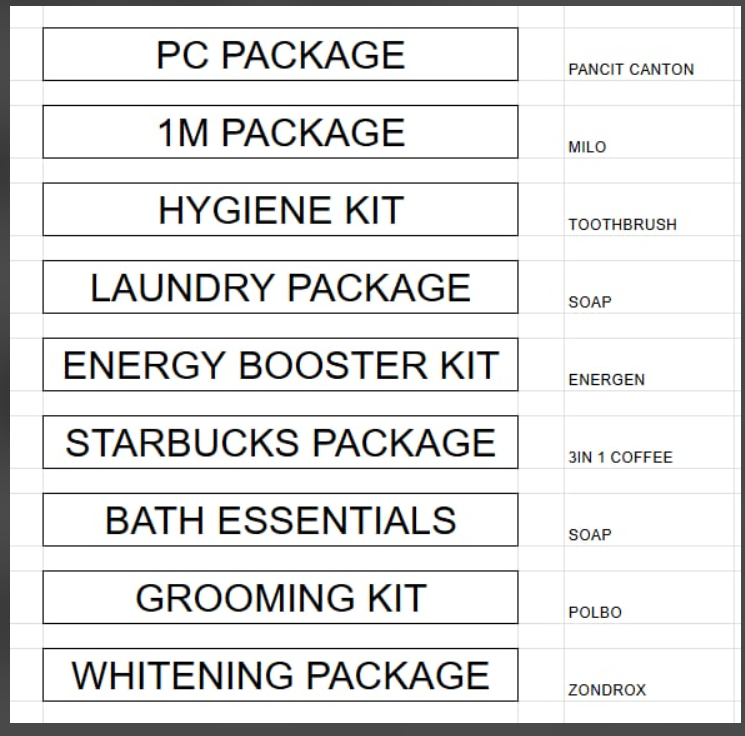 PC PACKAGE
PANCIT CANTON
1M PACKAGE
MILO
HYGIENE KIT
TOOTHBRUSH
LAUNDRY PACKAGE
SOAP
ENERGY BOOSTER KIT
ENERGEN
STARBUCKS PACKAGE
3IN 1 COFFEE
BATH ESSENTIALS
SOAP
GROOMING KIT
POLBO
WHITENING PACKAGE
ZONDROX